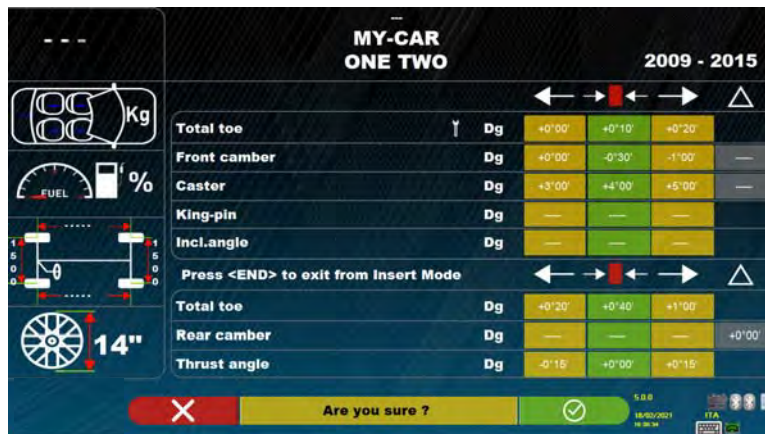 ---
- - -
MY-CAR
ONE TWO
2009 - 2015
Kg
Total toe Dg +0°00' +0°10' +0°20'
Front camber Dg +0°00' -0°30' -1°00' —
Caster Dg +3°00' +4°00' +5°00' —
King-pin Dg — — —
Incl.angle Dg — — —
FUEL %
1500 ----- 1500
-----
Press <END> to exit from Insert Mode
Total toe Dg +0°20' +0°40' +1°00'
Rear camber Dg — — — +0°00'
Thrust angle Dg -0°15' +0°00' +0°15'
14"
Are you sure ?
5.0.0
18/02/2021
ITA